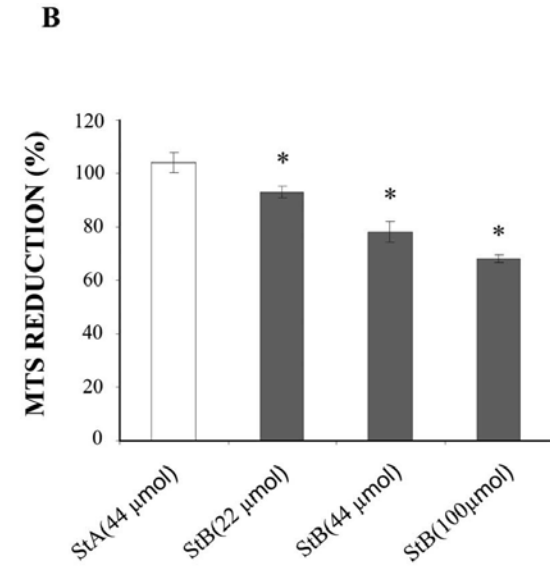 B
MTS REDUCTION (%)
120
100
80
60
40
20
0
*
*
*
StA(44 μmol)
StB(22 μmol)
StB(44 μmol)
StB(100μmol)